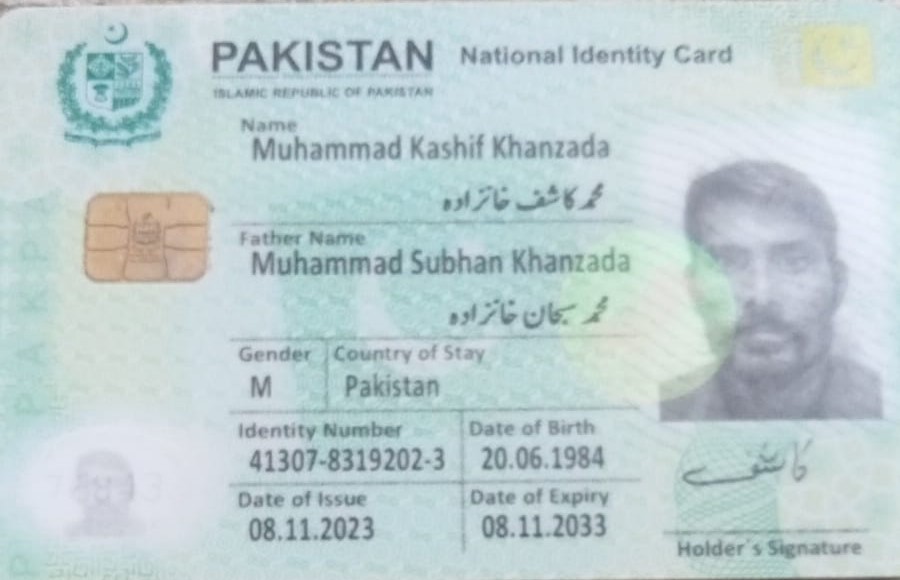 PAKISTAN National Identity Card
ISLAMIC REPUBLIC OF PAKISTAN
Name
Muhammad Kashif Khanzada
محمد کاشف خانزاده
Father Name
Muhammad Subhan Khanzada
محمد سبحان خانزاده
Gender Country of Stay
M Pakistan
Identity Number Date of Birth
41307-8319202-3 20.06.1984
Date of Issue Date of Expiry
08.11.2023 08.11.2033
کاشف
Holder's Signature